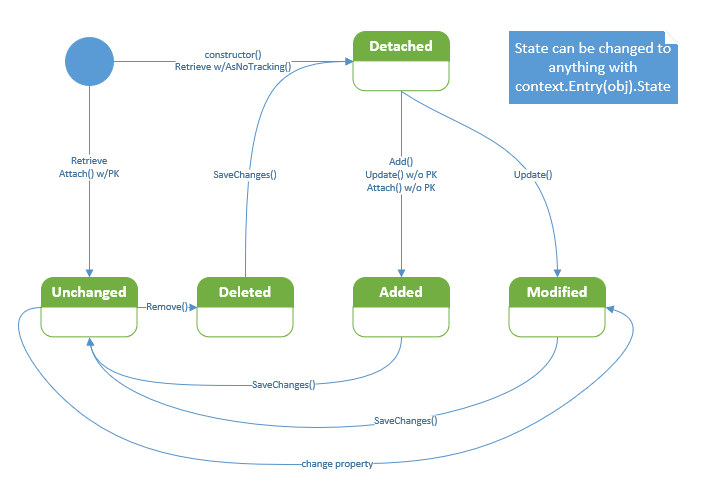 Detached
State can be changed to
anything with
context.Entry(obj).State
constructor()
Retrieve w/AsNoTracking()
Retrieve
Attach() w/PK
SaveChanges()
Add()
Update() w/o PK
Attach() w/o PK
Update()
Unchanged
Remove()
Deleted
Added
Modified
SaveChanges()
SaveChanges()
change property